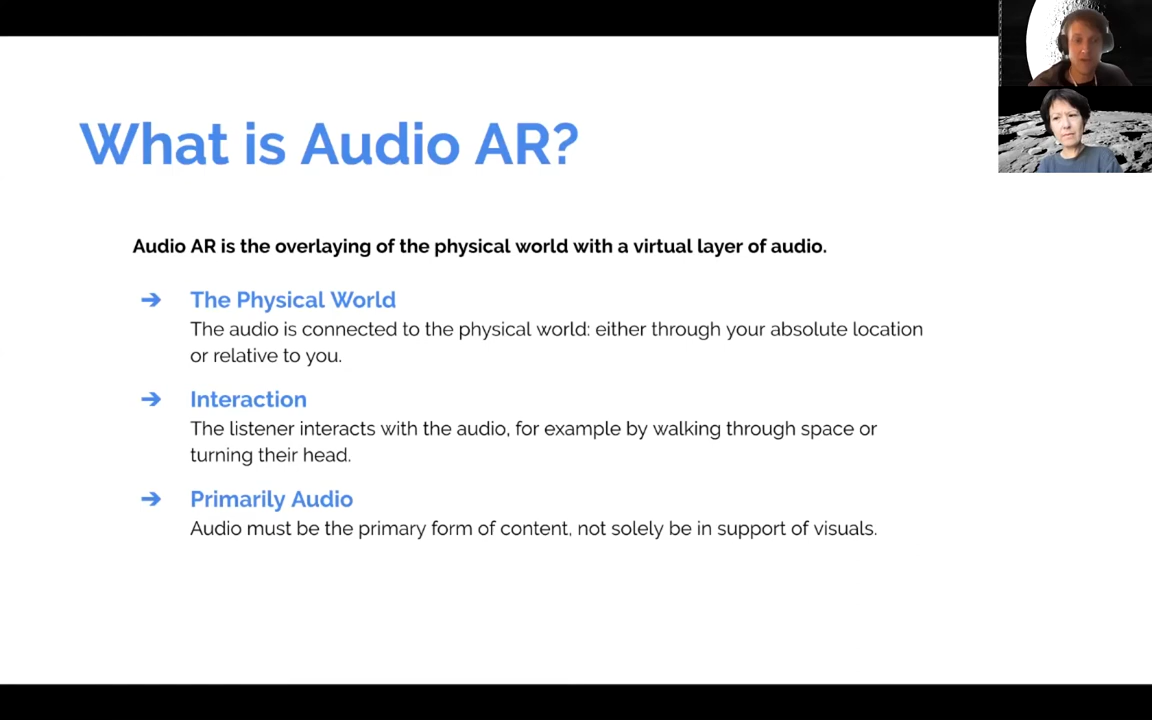 What is Audio AR?
Audio AR is the overlaying of the physical world with a virtual layer of audio.
➔ The Physical World
The audio is connected to the physical world: either through your absolute location
or relative to you.
➔ Interaction
The listener interacts with the audio, for example by walking through space or
turning their head.
➔ Primarily Audio
Audio must be the primary form of content, not solely be in support of visuals.